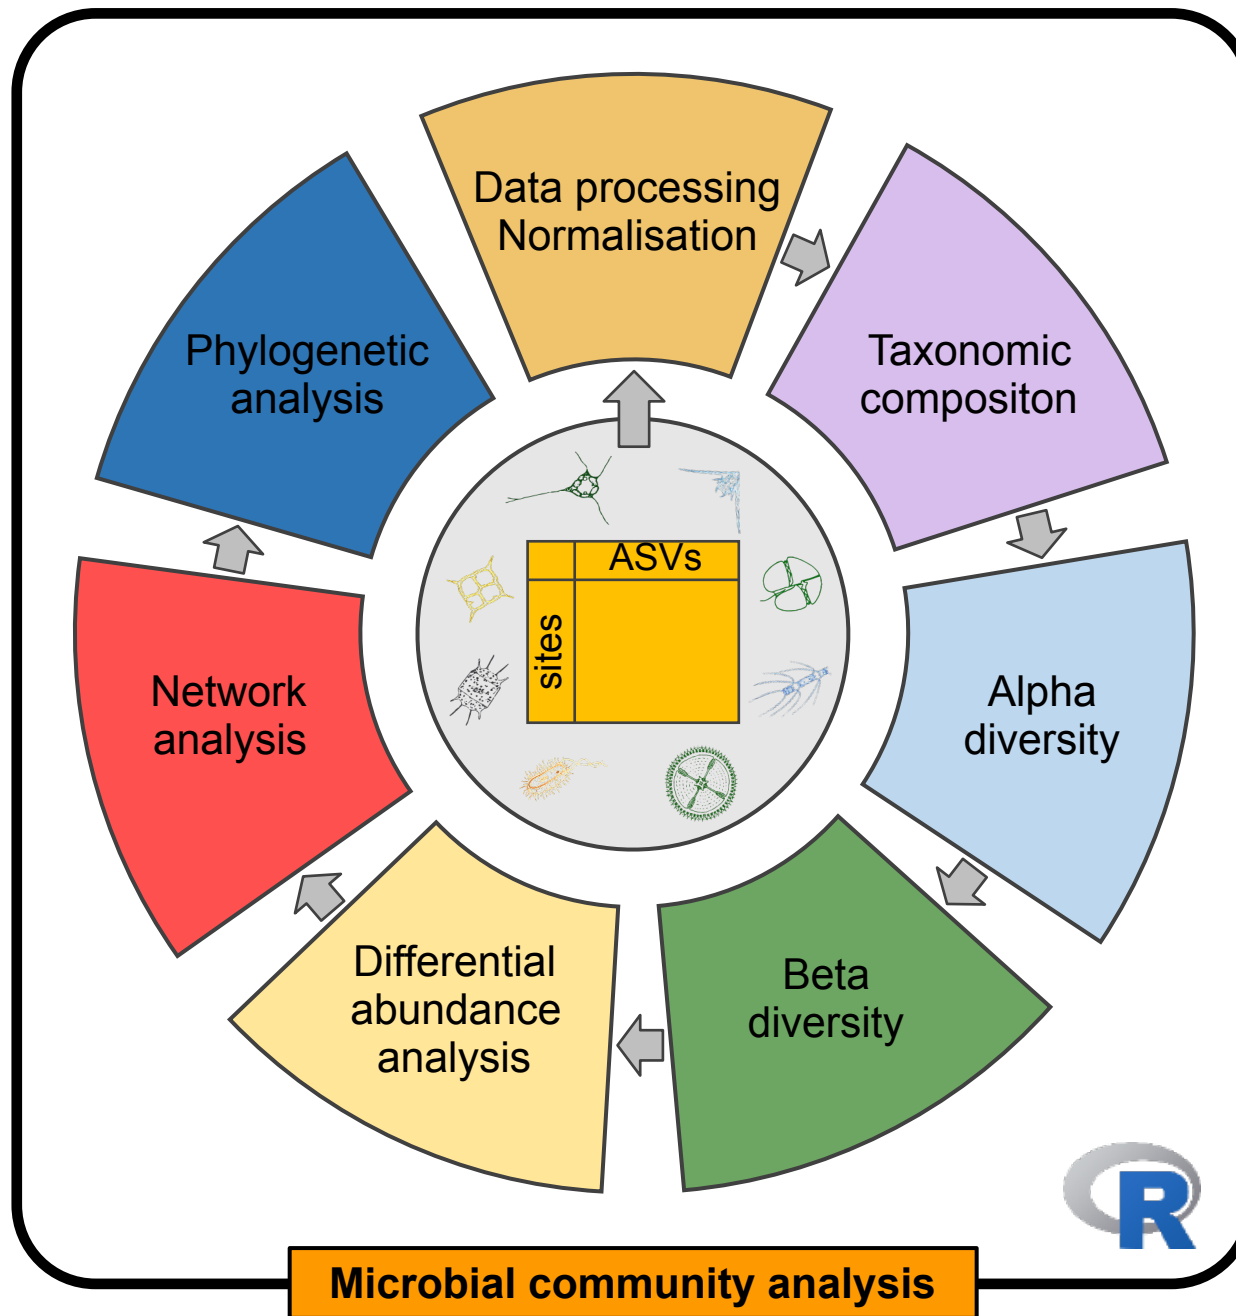 Data processing
Normalisation
Taxonomic
compositon
Alpha
diversity
Beta
diversity
Differential
abundance
analysis
Network
analysis
Phylogenetic
analysis
ASVs
sites
R
Microbial community analysis